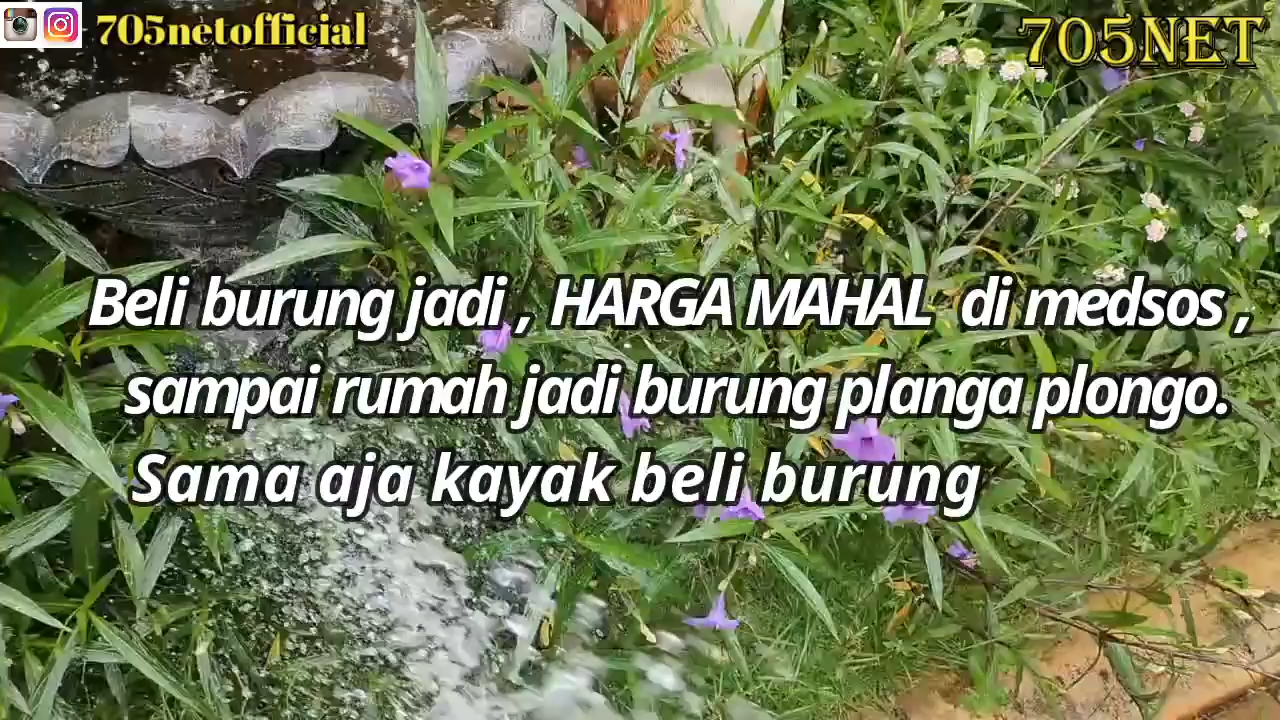 705netofficial
705NET
Beli burung jadi , HARGA MAHAL di medsos ,
sampai rumah jadi burung planga plongo.
Sama aja kayak beli burung